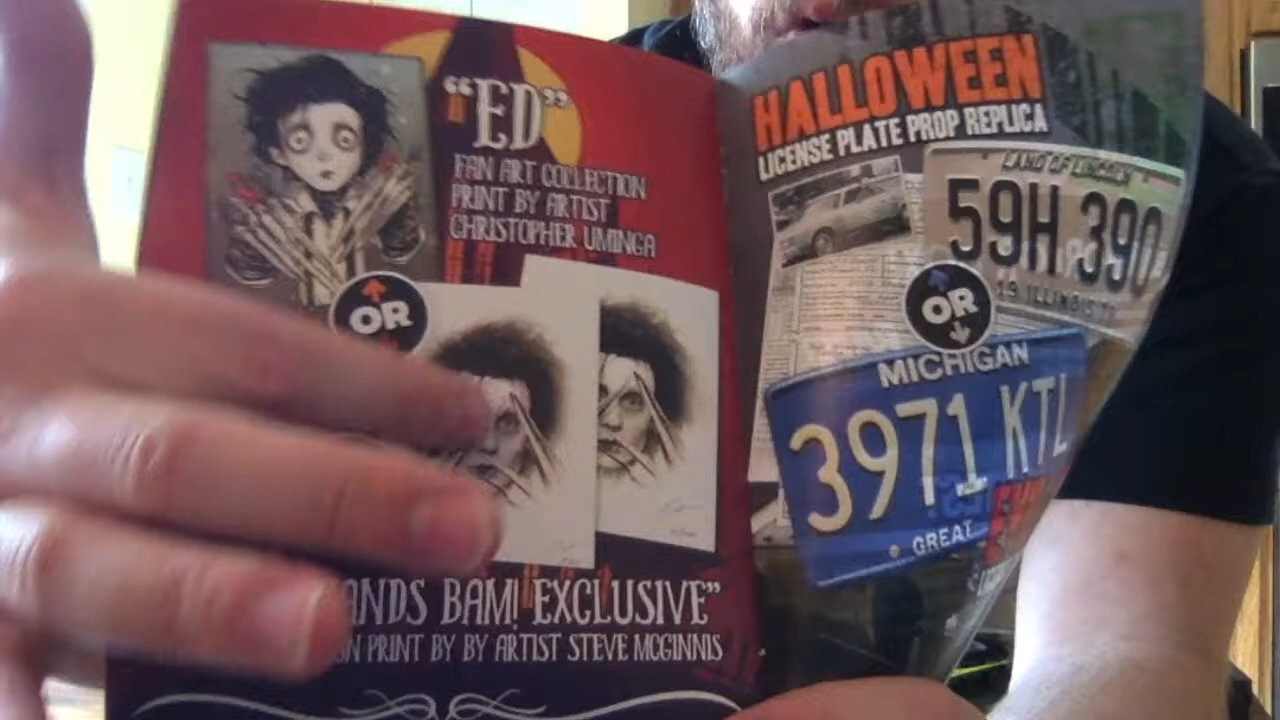 "ED"
FAN ART COLLECTION
PRINT BY ARTIST
CHRISTOPHER UMINGA
OR
ANDS BAM! EXCLUSIVE"
PRINT BY BY ARTIST STEVE MCGINNIS
HALLOWEEN
LICENSE PLATE PROP REPLICA
LAND OF LINCOLN
59H 390
OR
MICHIGAN
3971 KTL
GREAT